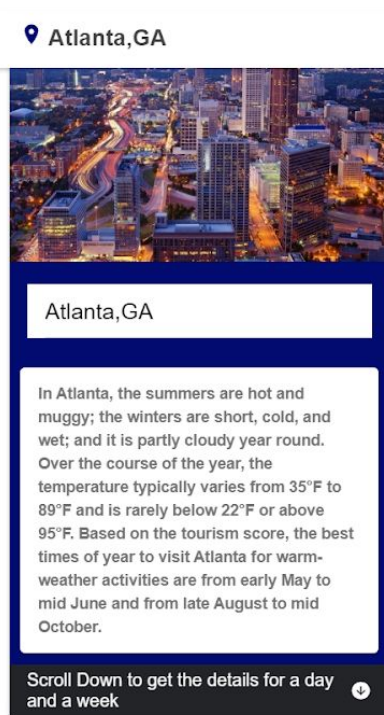 Atlanta,GA
Atlanta,GA
In Atlanta, the summers are hot and
muggy; the winters are short, cold, and
wet; and it is partly cloudy year round.
Over the course of the year, the
temperature typically varies from 35°F to
89°F and is rarely below 22°F or above
95°F. Based on the tourism score, the best
times of year to visit Atlanta for warm-
weather activities are from early May to
mid June and from late August to mid
October.
Scroll Down to get the details for a day
and a week